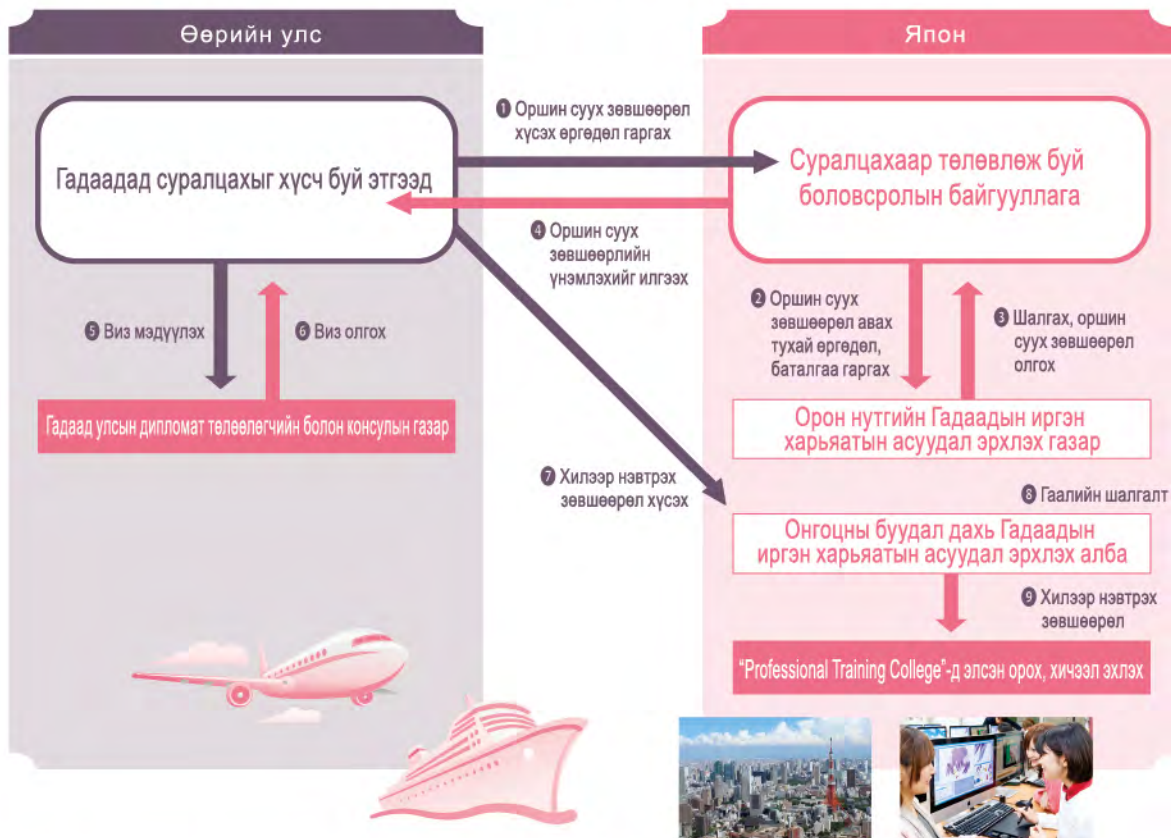 Өөрийн улс
Япон
❶ Оршин суух зөвшөөрөл
хүсэх өргөдөл гаргах
Гадаадад суралцахыг хүсч буй этгээд
Суралцахаар төлөвлөж буй
боловсролын байгууллага
❹ Оршин суух
зөвшөөрлийн
үнэмлэхийг илгээх
❷ Оршин суух
зөвшөөрөл авах
тухай өргөдөл,
баталгаа гаргах
❸ Шалгах, оршин
суух зөвшөөрөл
олгох
❺ Виз мэдүүлэх
❻ Виз олгох
Гадаад улсын дипломат төлөөлөгчийн болон консулын газар
Орон нутгийн Гадаадын иргэн
харьяатын асуудал эрхлэх газар
❼ Хилээр нэвтрэх
зөвшөөрөл хүсэх
❽ Гаалийн шалгалт
Онгоцны буудал дахь Гадаадын
иргэн харьяатын асуудал эрхлэх алба
❾ Хилээр нэвтрэх
зөвшөөрөл
“Professional Training College”-д элсэн орох, хичээл эхлэх